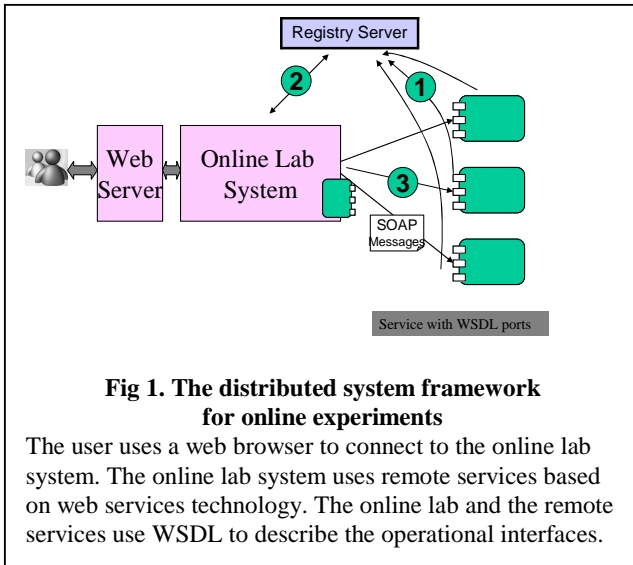 Registry Server
2
1
Web
Server
Online Lab
System
3
SOAP
Messages
Service with WSDL ports
Fig 1. The distributed system framework
for online experiments
The user uses a web browser to connect to the online lab
system. The online lab system uses remote services based
on web services technology. The online lab and the remote
services use WSDL to describe the operational interfaces.